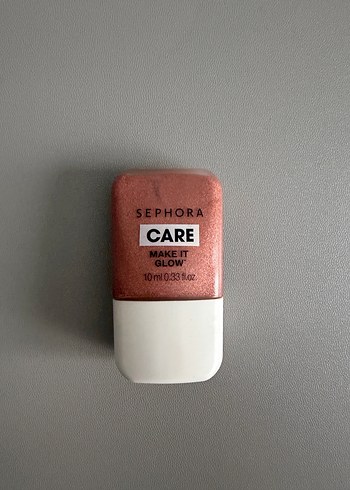 SEPHORA
CARE
MAKE IT
GLOW*
10 ml 0.33 fl.oz.